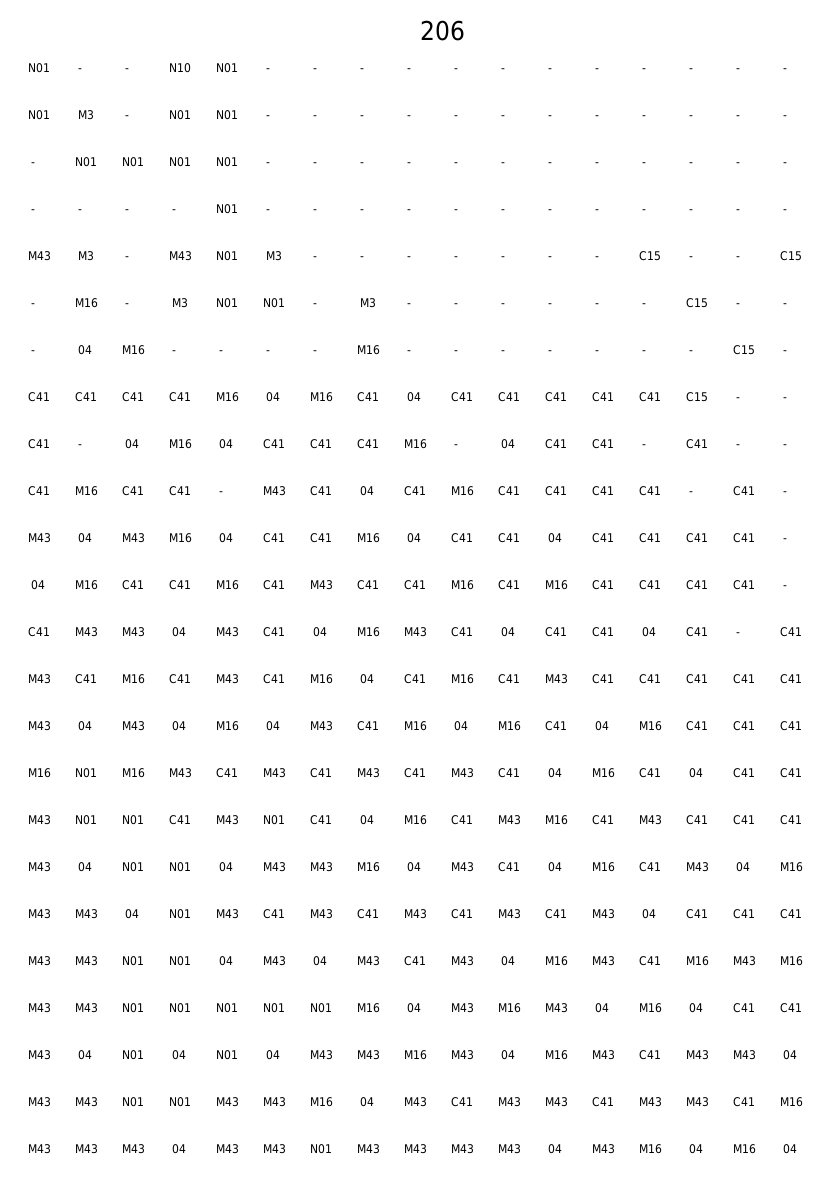 206
N01 - - N10 N01 - - - - - - - - - - - -
N01 M3 - N01 N01 - - - - - - - - - - - -
- N01 N01 N01 N01 - - - - - - - - - - - -
- - - - N01 - - - - - - - - - - - -
M43 M3 - M43 N01 M3 - - - - - - - C15 - - C15
- M16 - M3 N01 N01 - M3 - - - - - - C15 - -
- 04 M16 - - - - M16 - - - - - - - C15 -
C41 C41 C41 C41 M16 04 M16 C41 04 C41 C41 C41 C41 C41 C15 - -
C41 - 04 M16 04 C41 C41 C41 M16 - 04 C41 C41 - C41 - -
C41 M16 C41 C41 - M43 C41 04 C41 M16 C41 C41 C41 C41 - C41 -
M43 04 M43 M16 04 C41 C41 M16 04 C41 C41 04 C41 C41 C41 C41 -
04 M16 C41 C41 M16 C41 M43 C41 C41 M16 C41 M16 C41 C41 C41 C41 -
C41 M43 M43 04 M43 C41 04 M16 M43 C41 04 C41 C41 04 C41 - C41
M43 C41 M16 C41 M43 C41 M16 04 C41 M16 C41 M43 C41 C41 C41 C41 C41
M43 04 M43 04 M16 04 M43 C41 M16 04 M16 C41 04 M16 C41 C41 C41
M16 N01 M16 M43 C41 M43 C41 M43 C41 M43 C41 04 M16 C41 04 C41 C41
M43 N01 N01 C41 M43 N01 C41 04 M16 C41 M43 M16 C41 M43 C41 C41 C41
M43 04 N01 N01 04 M43 M43 M16 04 M43 C41 04 M16 C41 M43 04 M16
M43 M43 04 N01 M43 C41 M43 C41 M43 C41 M43 C41 M43 04 C41 C41 C41
M43 M43 N01 N01 04 M43 04 M43 C41 M43 04 M16 M43 C41 M16 M43 M16
M43 M43 N01 N01 N01 N01 N01 M16 04 M43 M16 M43 04 M16 04 C41 C41
M43 04 N01 04 N01 04 M43 M43 M16 M43 04 M16 M43 C41 M43 M43 04
M43 M43 N01 N01 M43 M43 M16 04 M43 C41 M43 M43 C41 M43 M43 C41 M16
M43 M43 M43 04 M43 M43 N01 M43 M43 M43 M43 04 M43 M16 04 M16 04